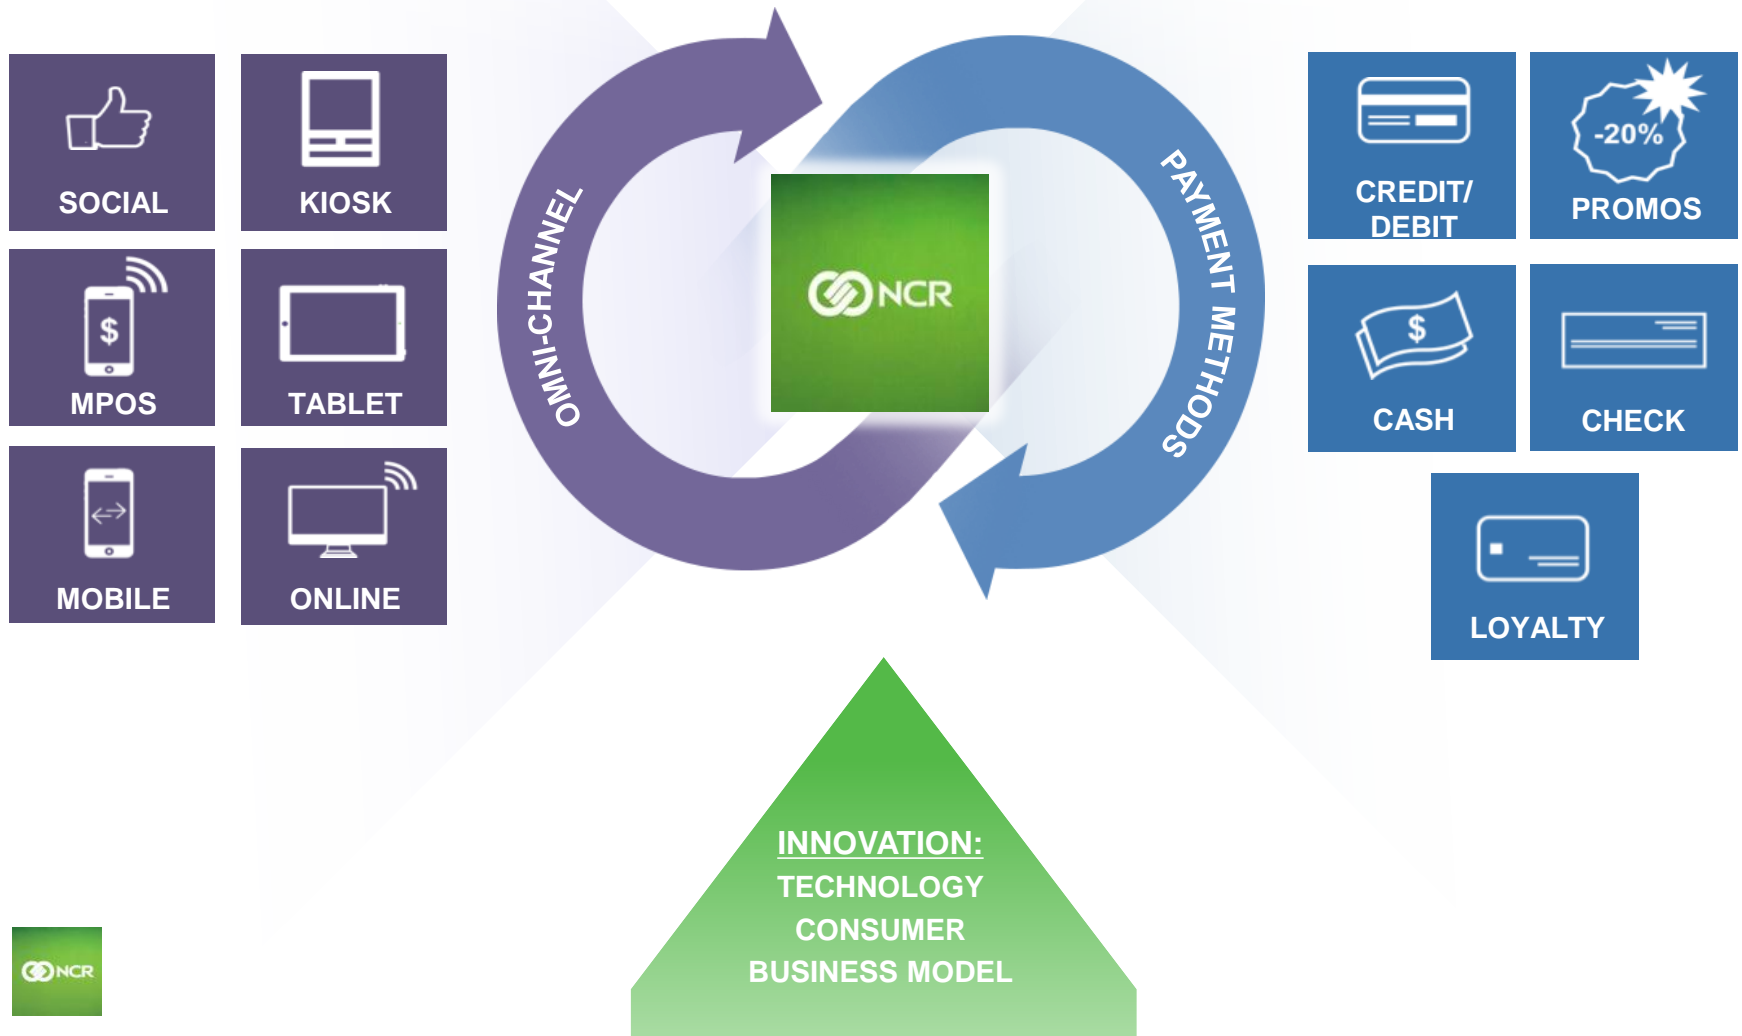 SOCIAL
KIOSK
MPOS
$
TABLET
MOBILE
ONLINE
OMNI-CHANNEL
NCR
PAYMENT METHODS
CREDIT/
DEBIT
-20%
PROMOS
$
CASH
CHECK
LOYALTY
INNOVATION:
TECHNOLOGY
CONSUMER
BUSINESS MODEL
NCR